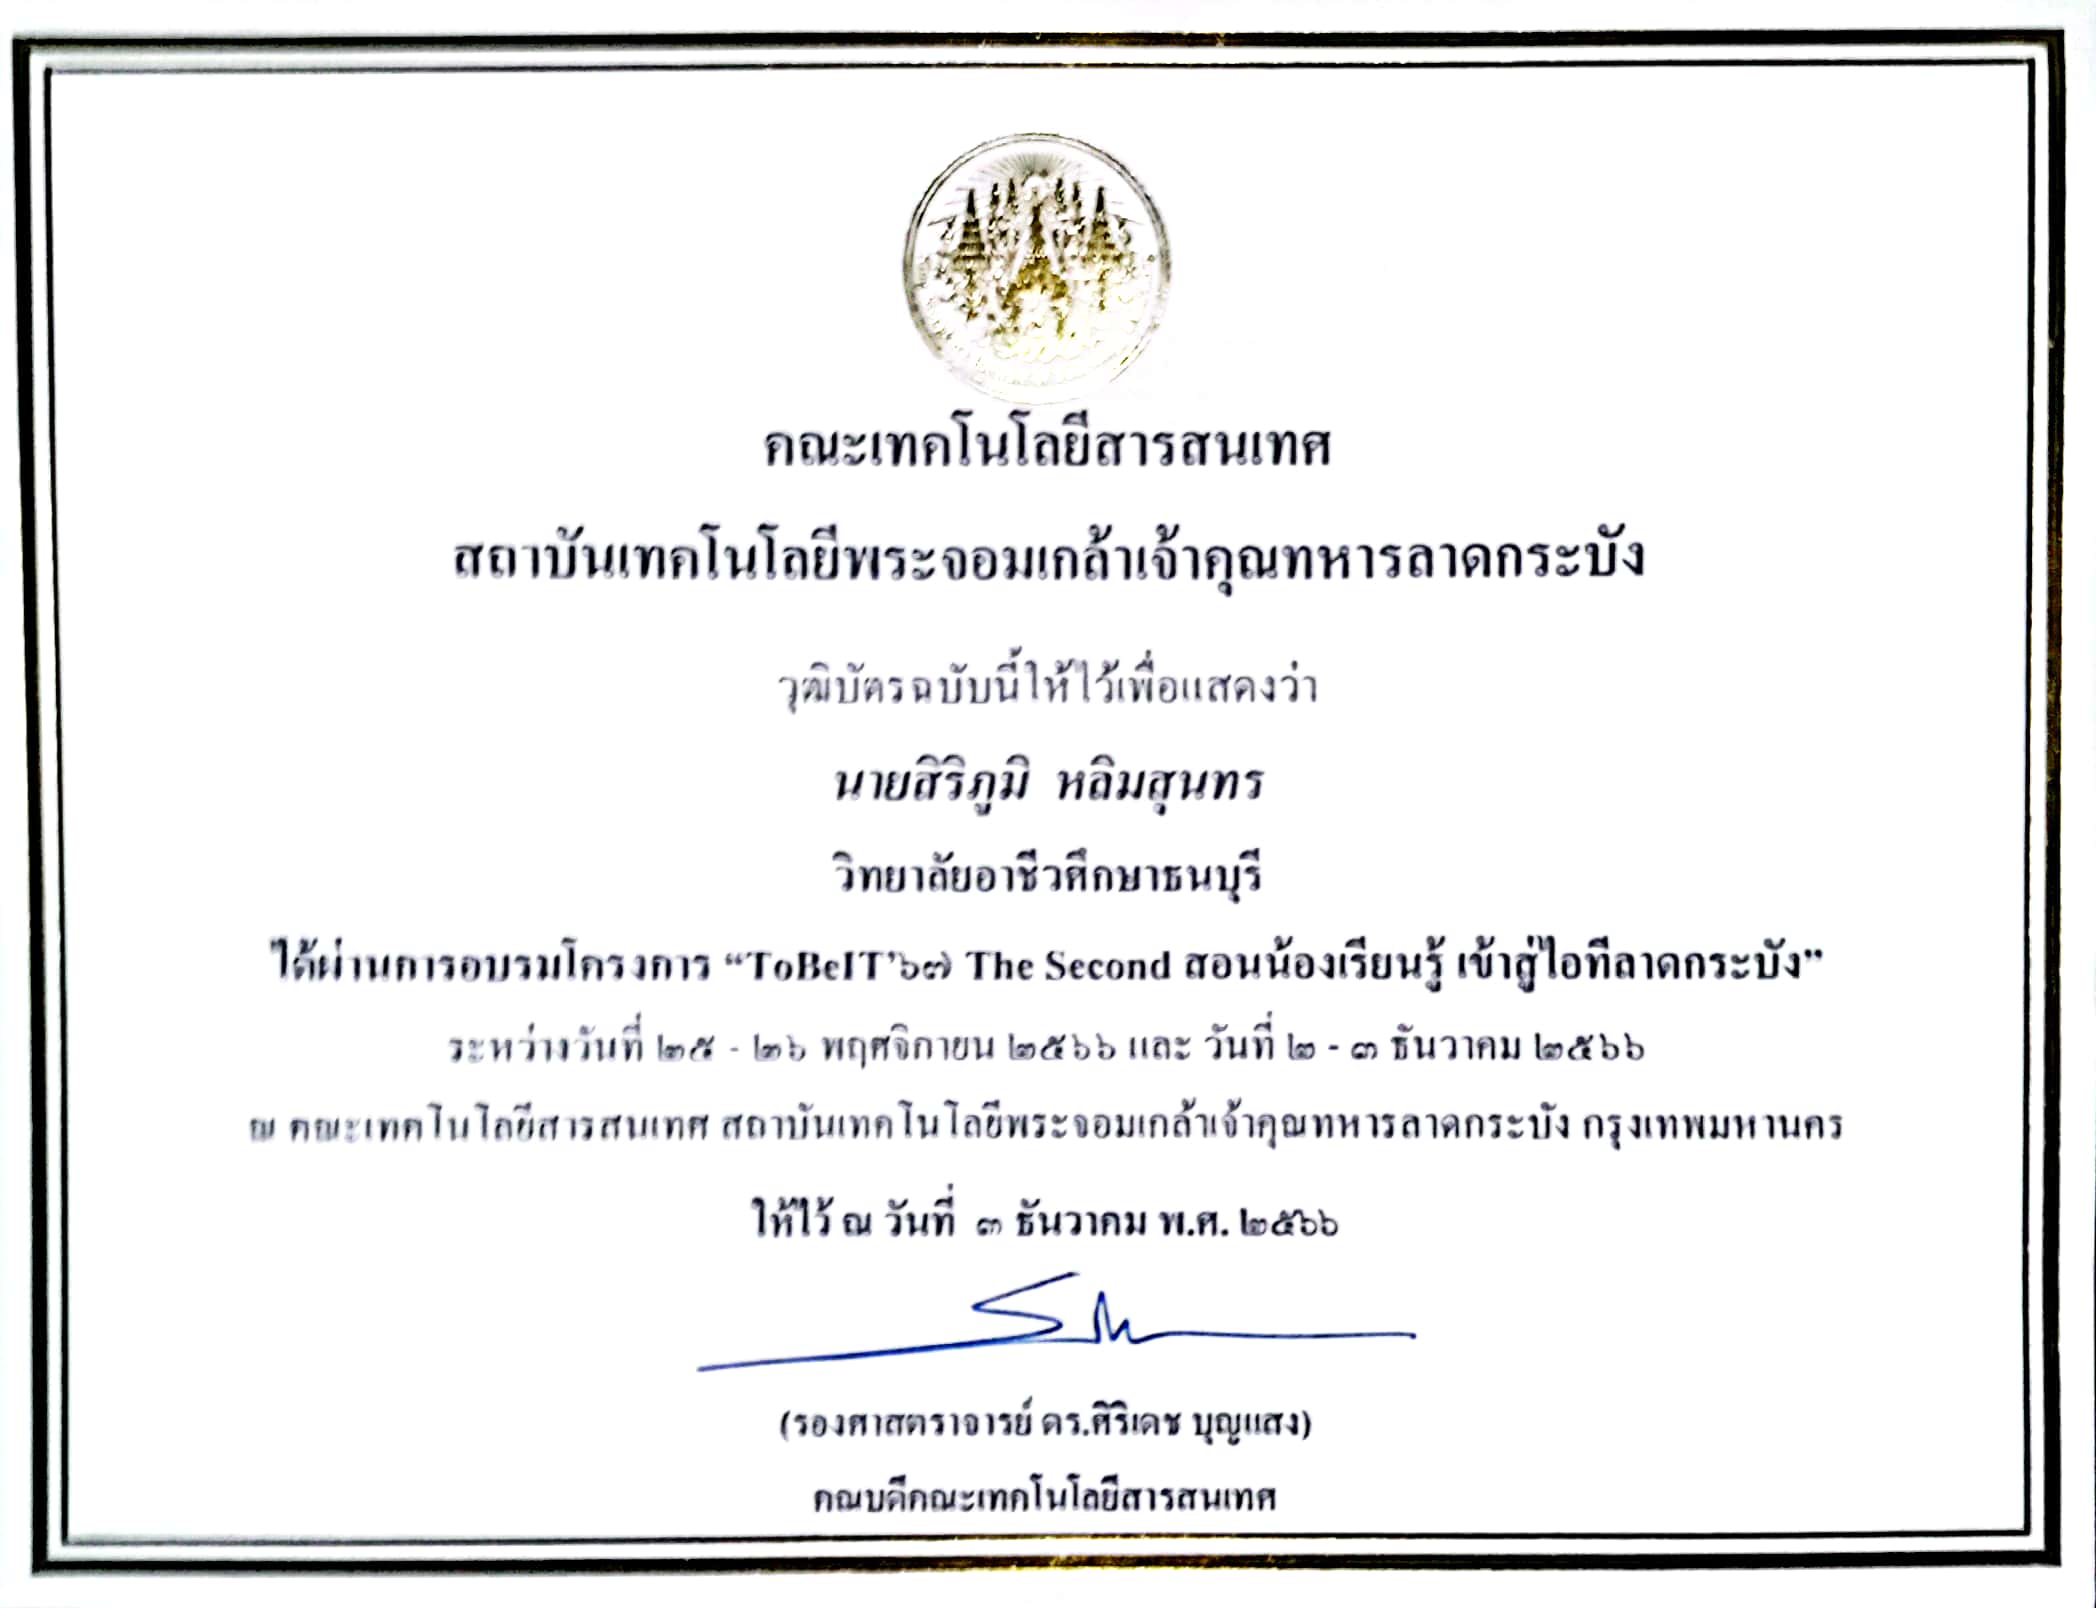 คณะเทคโนโลยีสารสนเทศ
สถาบันเทคโนโลยีพระจอมเกล้าเจ้าคุณทหารลาดกระบัง
วุฒิบัตรฉบับนี้ให้ไว้เพื่อแสดงว่า
นายสิริภูมิ หลิมสุนทร
วิทยาลัยอาชีวศึกษาธนบุรี
ได้ผ่านการอบรมโครงการ “ToBeIT’๖๗ The Second สอนน้องเรียนรู้ เข้าสู่ไอทีลาดกระบัง”
ระหว่างวันที่ ๒๕ - ๒๖ พฤศจิกายน ๒๕๖๖ และ วันที่ ๒ - ๓ ธันวาคม ๒๕๖๖
ณ คณะเทคโนโลยีสารสนเทศ สถาบันเทคโนโลยีพระจอมเกล้าเจ้าคุณทหารลาดกระบัง กรุงเทพมหานคร
ให้ไว้ ณ วันที่ ๓ ธันวาคม พ.ศ. ๒๕๖๖
(รองศาสตราจารย์ ดร.ศิริเดช บุญแสง)
คณบดีคณะเทคโนโลยีสารสนเทศ